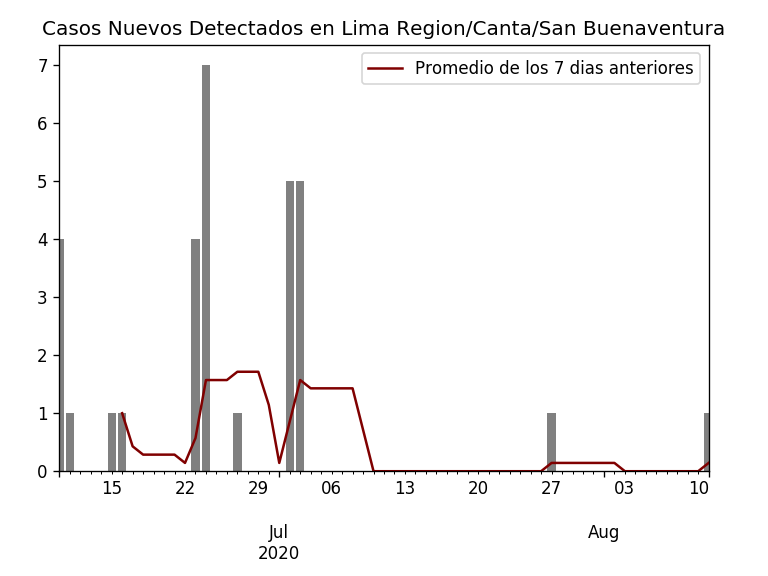 Casos Nuevos Detectados en Lima Region/Canta/San Buenaventura
Promedio de los 7 dias anteriores
7
6
5
4
3
2
1
0
15 22 29 06 13 20 27 03 10
Jul Aug
2020